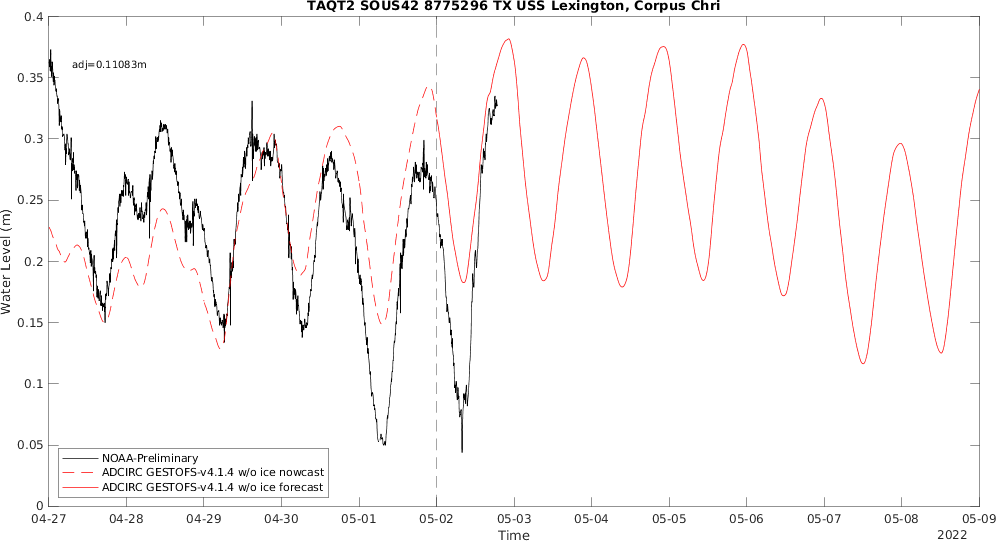 TAQT2 SOUS42 8775296 TX USS Lexington, Corpus Chri
0.4
adj=0.11083m
0.35
0.3
0.25
0.2
0.15
0.1
0.05
0
Water Level (m)
NOAA-Preliminary
ADCIRC GESTOFS-v4.1.4 w/o ice nowcast
ADCIRC GESTOFS-v4.1.4 w/o ice forecast
04-27 04-28 04-29 04-30 05-01 05-02 05-03 05-04 05-05 05-06 05-07 05-08 05-09
Time
2022